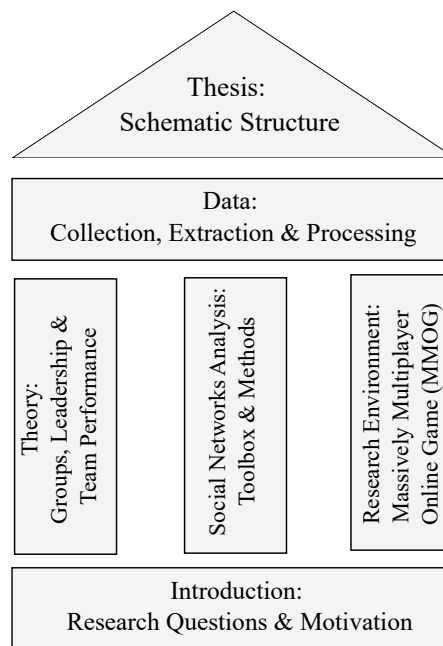 Thesis:
Schematic Structure
Data:
Collection, Extraction & Processing
Theory:
Groups, Leadership &
Team Performance
Social Networks Analysis:
Toolbox & Methods
Research Environment:
Massively Multiplayer
Online Game (MMOG)
Introduction:
Research Questions & Motivation